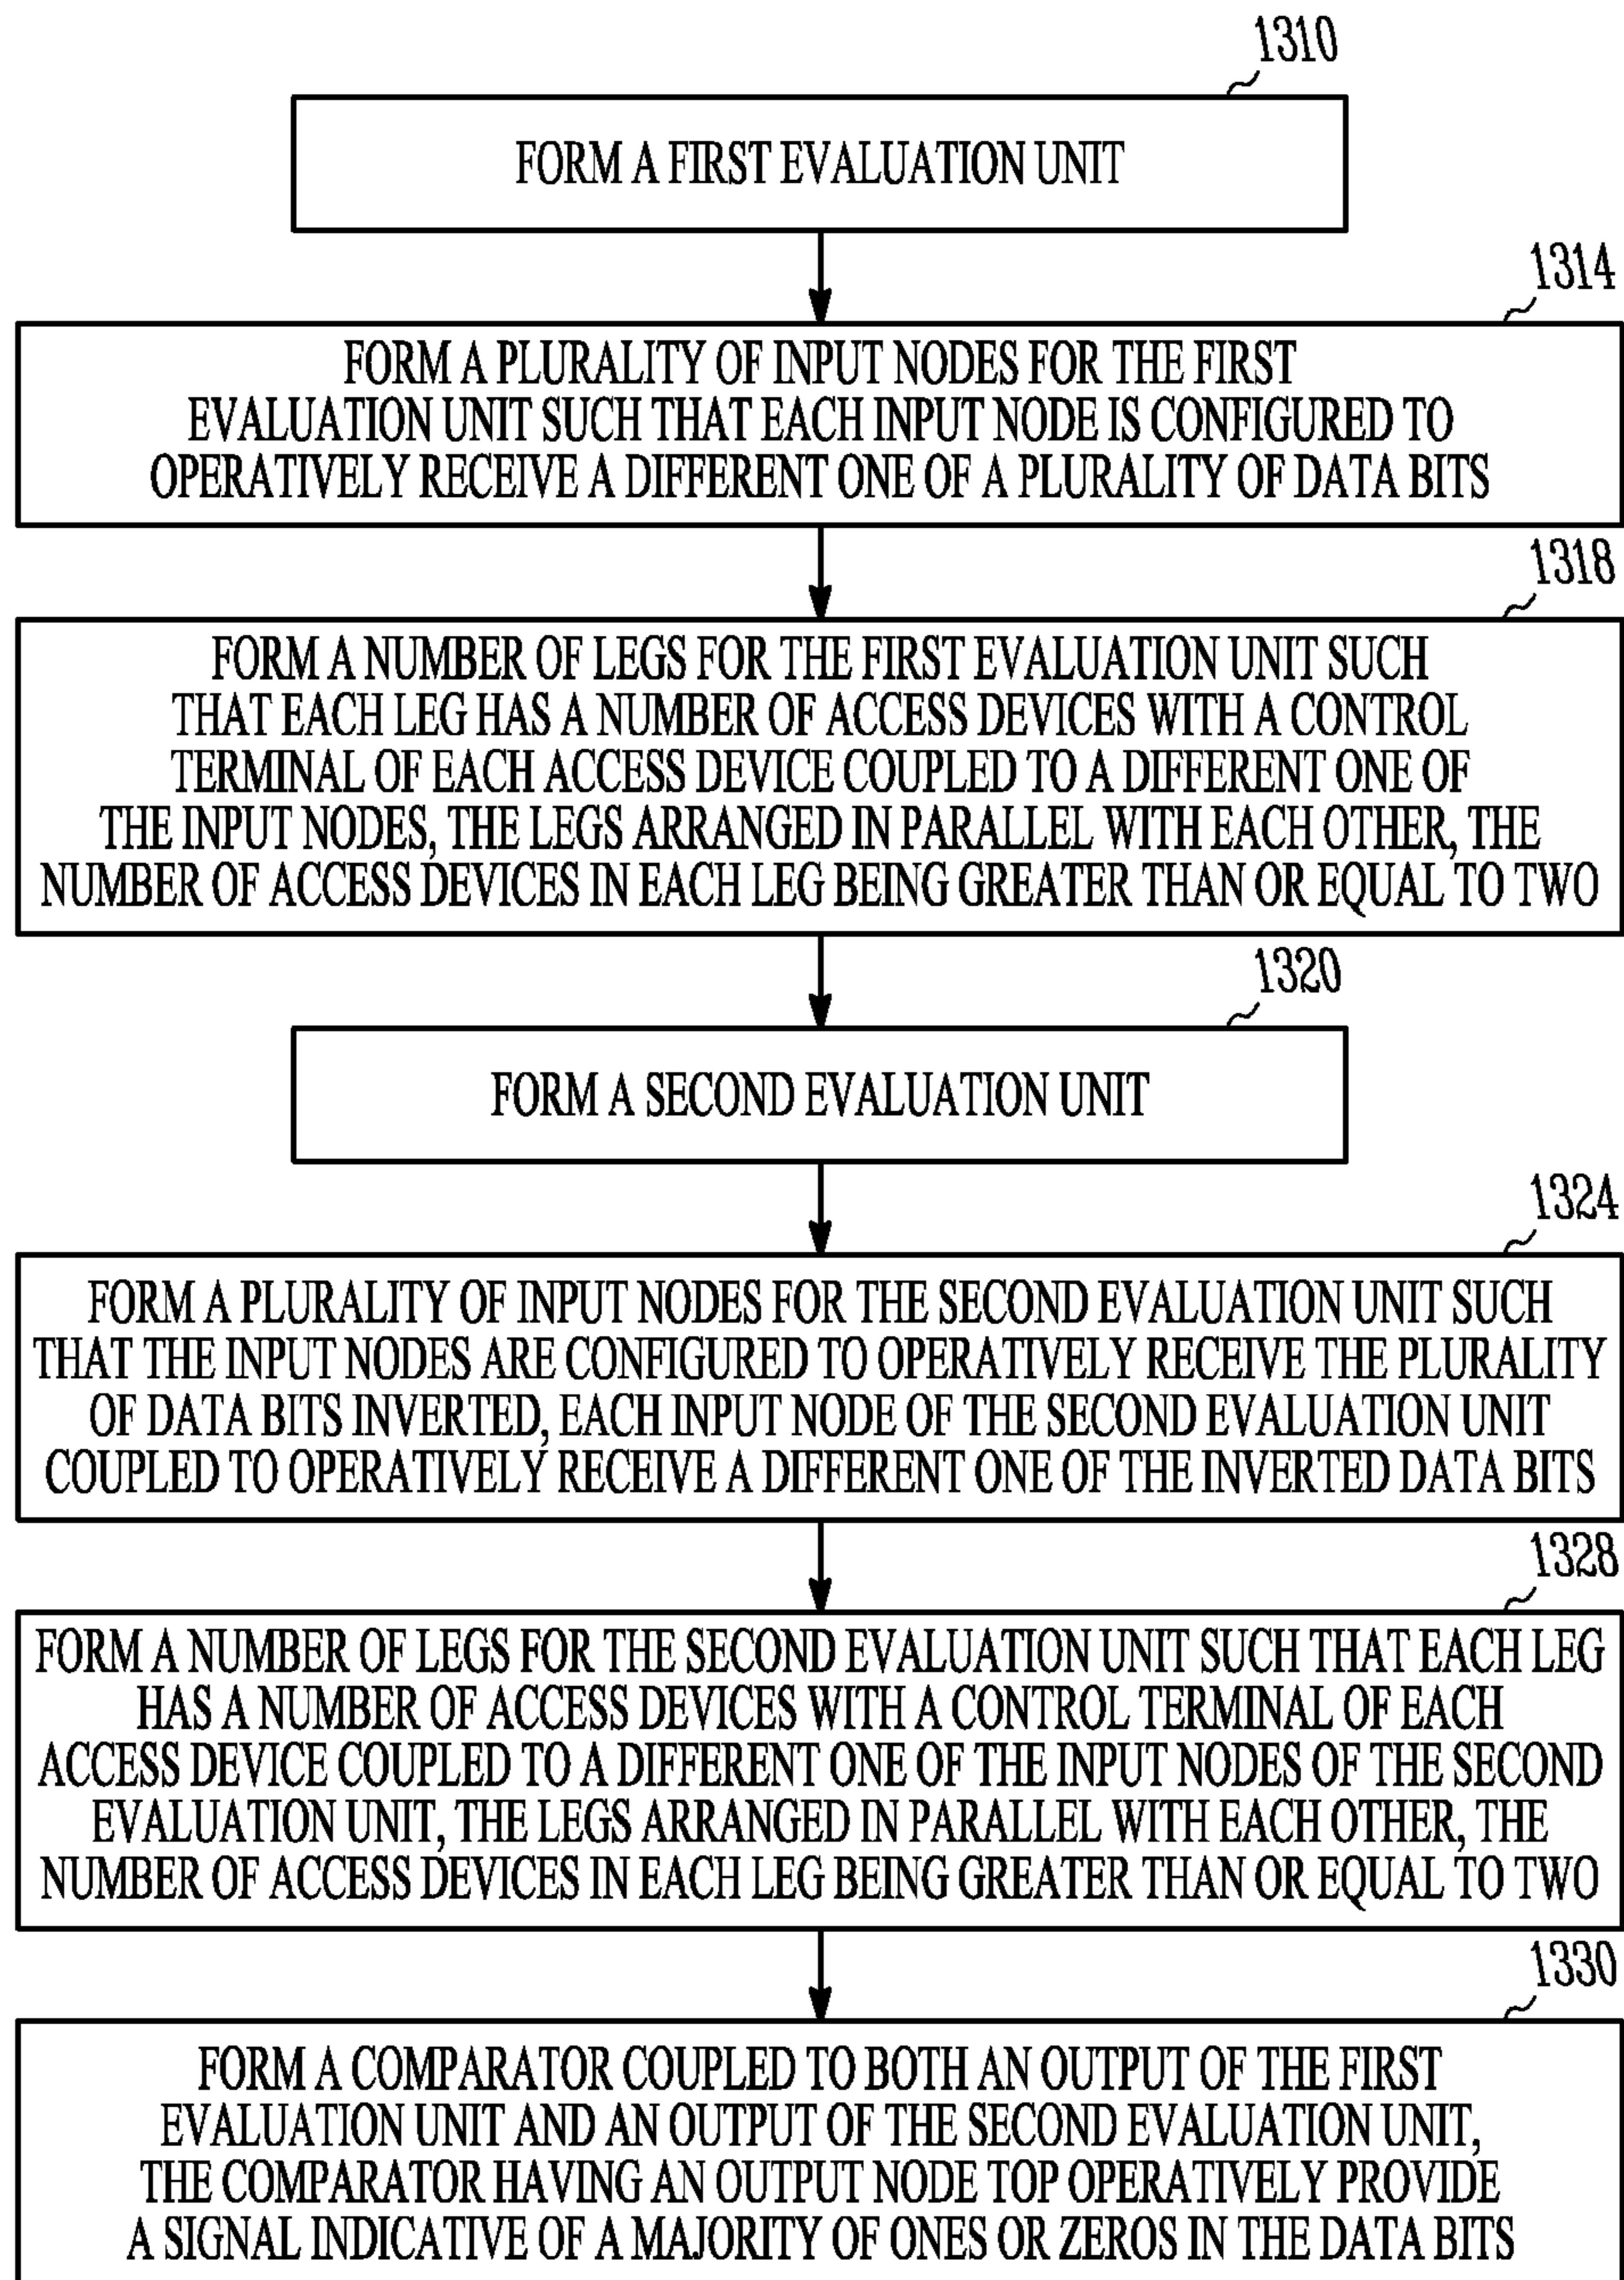 1310
FORM A FIRST EVALUATION UNIT
1314
FORM A PLURALITY OF INPUT NODES FOR THE FIRST
EVALUATION UNIT SUCH THAT EACH INPUT NODE IS CONFIGURED TO
OPERATIVELY RECEIVE A DIFFERENT ONE OF A PLURALITY OF DATA BITS
1318
FORM A NUMBER OF LEGS FOR THE FIRST EVALUATION UNIT SUCH
THAT EACH LEG HAS A NUMBER OF ACCESS DEVICES WITH A CONTROL
TERMINAL OF EACH ACCESS DEVICE COUPLED TO A DIFFERENT ONE OF
THE INPUT NODES, THE LEGS ARRANGED IN PARALLEL WITH EACH OTHER, THE
NUMBER OF ACCESS DEVICES IN EACH LEG BEING GREATER THAN OR EQUAL TO TWO
1320
FORM A SECOND EVALUATION UNIT
1324
FORM A PLURALITY OF INPUT NODES FOR THE SECOND EVALUATION UNIT SUCH
THAT THE INPUT NODES ARE CONFIGURED TO OPERATIVELY RECEIVE THE PLURALITY
OF DATA BITS INVERTED, EACH INPUT NODE OF THE SECOND EVALUATION UNIT
COUPLED TO OPERATIVELY RECEIVE A DIFFERENT ONE OF THE INVERTED DATA BITS
1328
FORM A NUMBER OF LEGS FOR THE SECOND EVALUATION UNIT SUCH THAT EACH LEG
HAS A NUMBER OF ACCESS DEVICES WITH A CONTROL TERMINAL OF EACH
ACCESS DEVICE COUPLED TO A DIFFERENT ONE OF THE INPUT NODES OF THE SECOND
EVALUATION UNIT, THE LEGS ARRANGED IN PARALLEL WITH EACH OTHER, THE
NUMBER OF ACCESS DEVICES IN EACH LEG BEING GREATER THAN OR EQUAL TO TWO
1330
FORM A COMPARATOR COUPLED TO BOTH AN OUTPUT OF THE FIRST
EVALUATION UNIT AND AN OUTPUT OF THE SECOND EVALUATION UNIT,
THE COMPARATOR HAVING AN OUTPUT NODE TOP OPERATIVELY PROVIDE
A SIGNAL INDICATIVE OF A MAJORITY OF ONES OR ZEROS IN THE DATA BITS